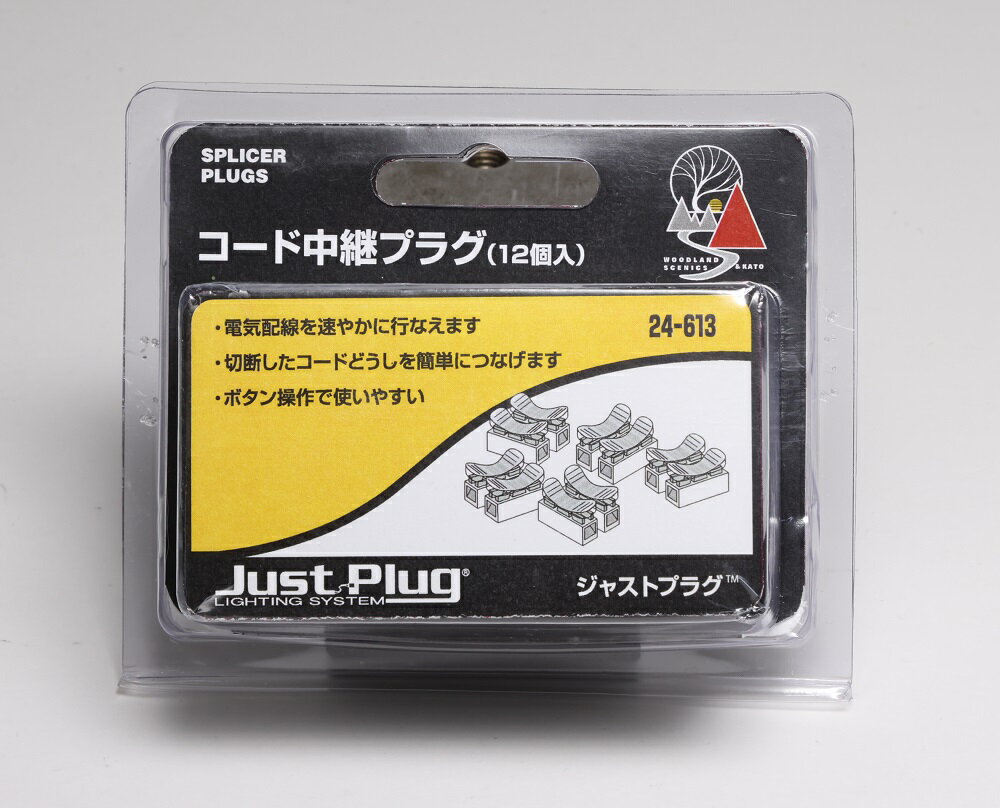 SPLICER
PLUGS
コード中継プラグ(12個入)
WOODLAND
SCENICS & KATO
・電気配線を速やかに行なえます
24-613
・切断したコードどうしを簡単につなげます
・ボタン操作で使いやすい
Just Plug®
LIGHTING SYSTEM
ジャストプラグ™